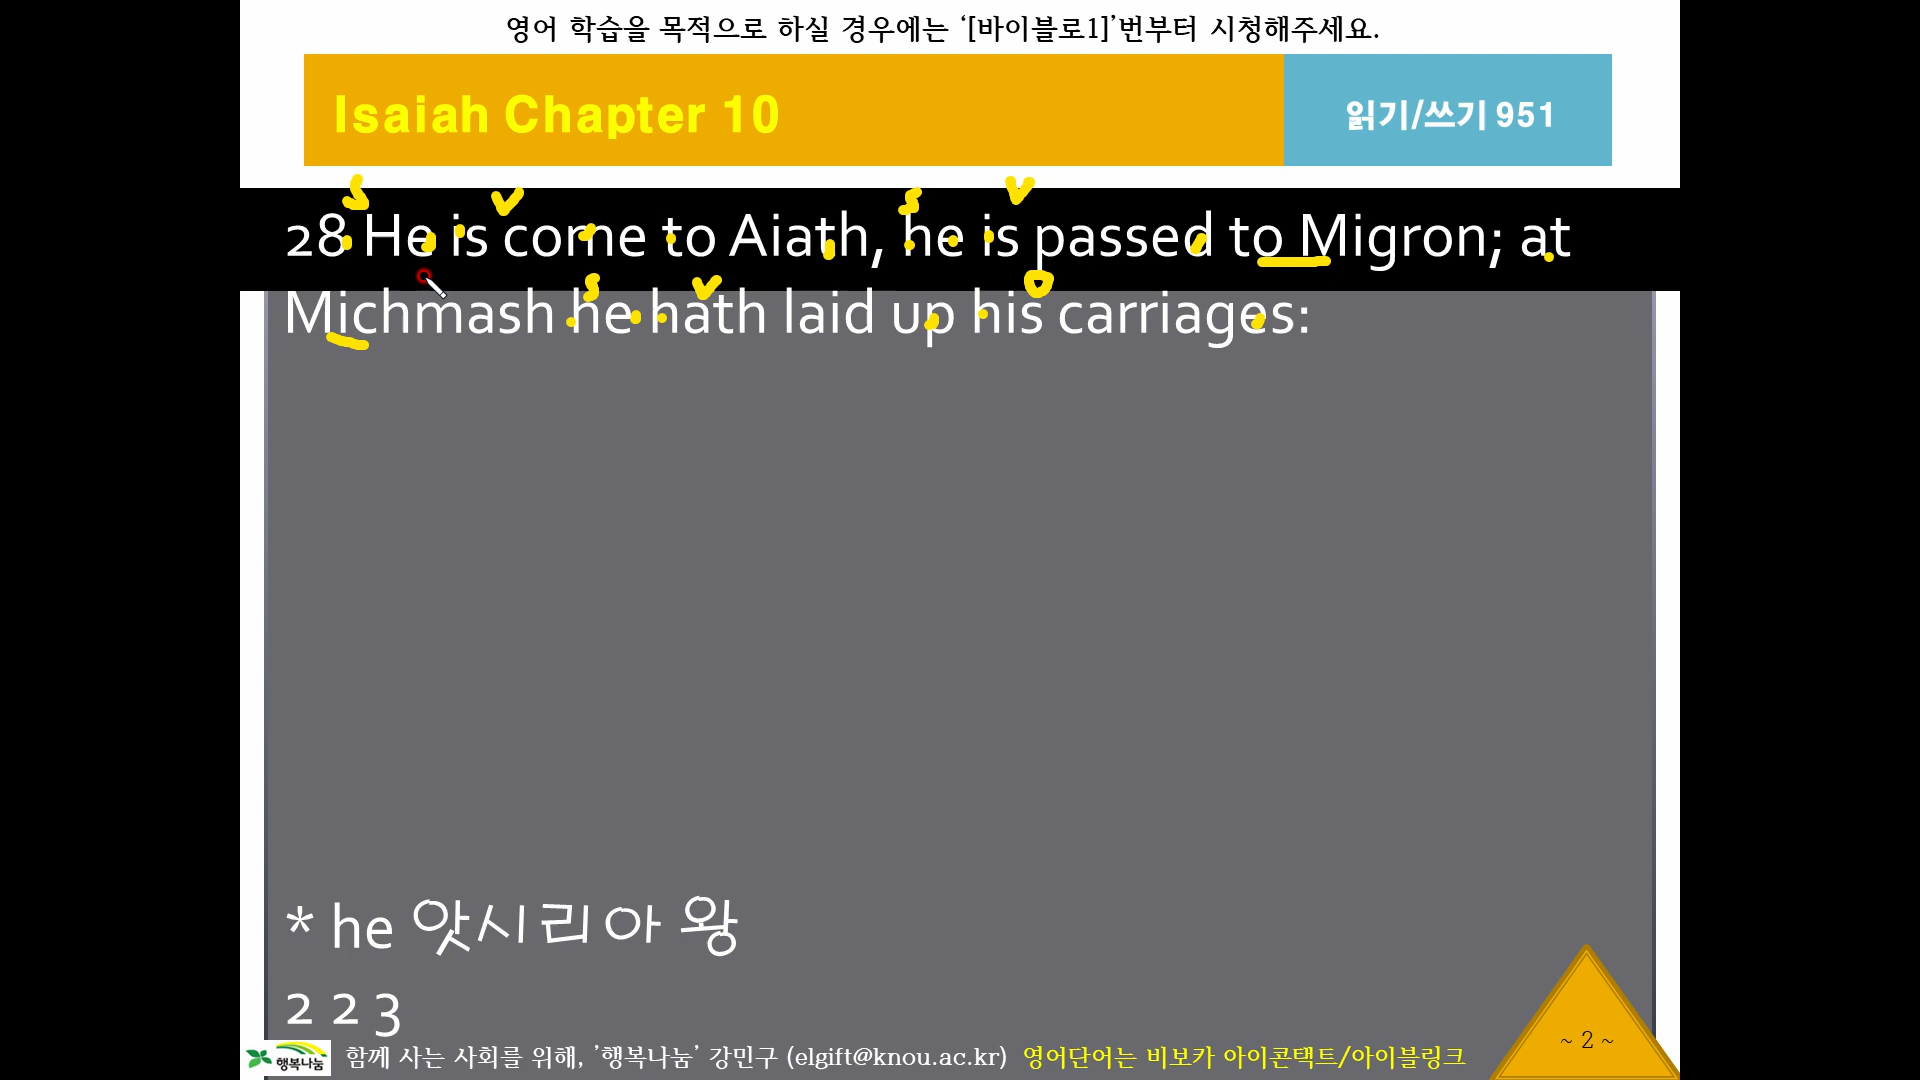 영어 학습을 목적으로 하실 경우에는 ‘[바이블로1]’번부터 시청해주세요.
Isaiah Chapter 10
읽기/쓰기 951
28 He is come to Aiath, he is passed to Migron; at
Michmash he hath laid up his carriages:
* he 앗시리아 왕
2 2 3
~ 2 ~
행복나눔
함께 사는 사회를 위해, ’행복나눔’ 강민구 (elgift@knou.ac.kr) 영어단어는 비보카 아이콘택트/아이블링크